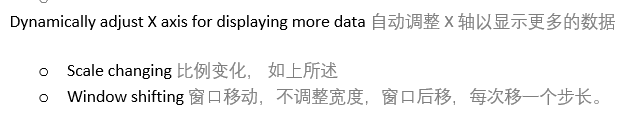 Dynamically adjust X axis for displaying more data 自动调整 X 轴以显示更多的数据
o Scale changing 比例变化， 如上所述
o Window shifting 窗口移动，不调整宽度，窗口后移，每次移一个步长。